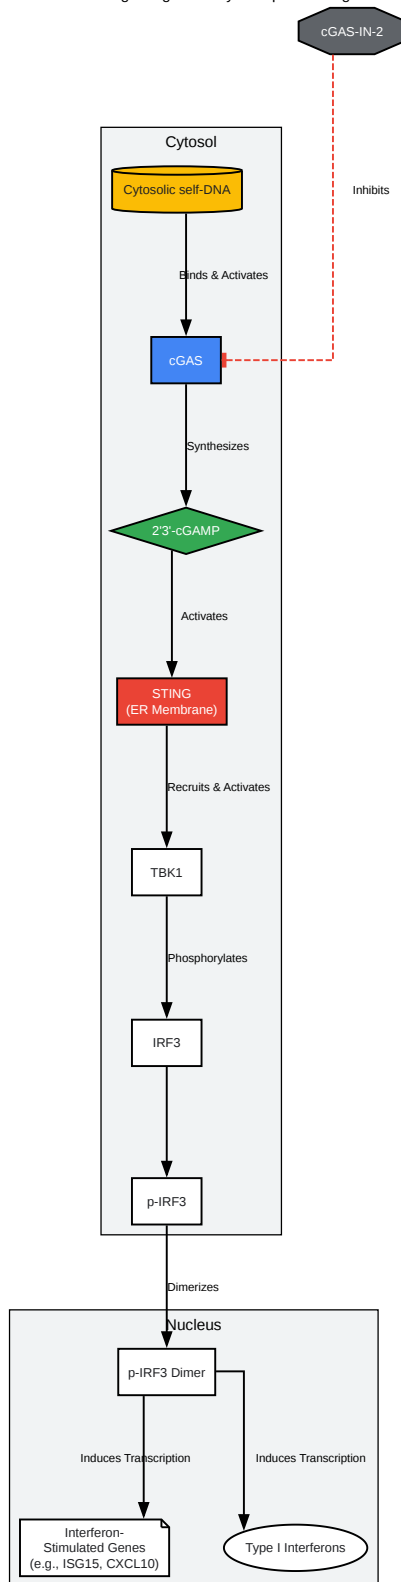 cGAS-IN-2
Cytosol
Cytosolic self-DNA
Inhibits
Binds & Activates
cGAS
Synthesizes
2'3'-cGAMP
Activates
STING
(ER Membrane)
Recruits & Activates
TBK1
Phosphorylates
IRF3
p-IRF3
Dimerizes
Nucleus
p-IRF3 Dimer
Induces Transcription
Induces Transcription
Interferon-
Stimulated Genes
(e.g., ISG15, CXCL10)
Type I Interferons